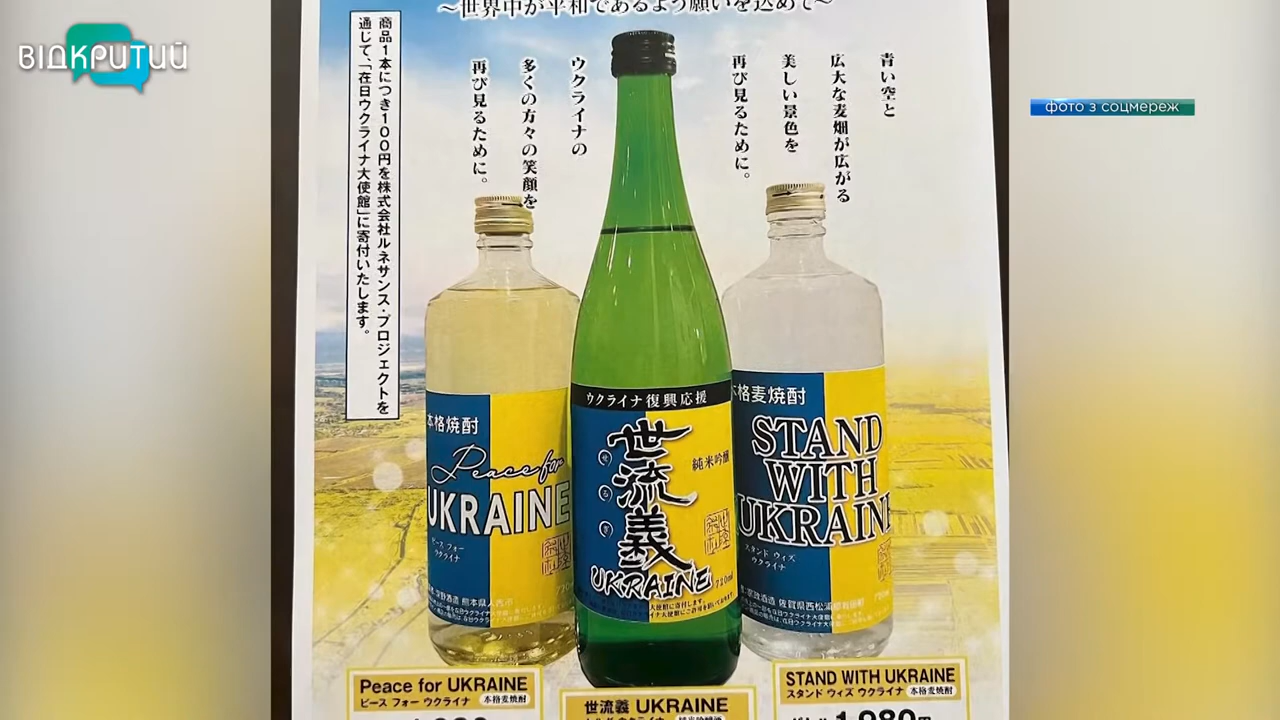 ВІДКРИТИЙ
фото з соцмереж
〜世界中が平和であるよう願いを込めて〜
青い空と
広大な麦畑が広がる
美しい景色を
再び見るために。
ウクライナの
多くの方々の笑顔を
再び見るために。
商品1本につき100円を株式会社ルネサンス・プロジェクトを
通じて、「在日ウクライナ大使館」に寄付いたします。
本格焼酎
Peace for
UKRAINE
ピース フォー
ウクライナ
ウクライナ復興応援
世流義
せるぎ
純米吟醸
UKRAINE
720ml
本格麦焼酎
STAND
WITH
UKRAINE
スタンド ウィズ
ウクライナ
Peace for UKRAINE
ピース フォー ウクライナ 本格麦焼酎
世流義 UKRAINE
STAND WITH UKRAINE
スタンド ウィズ ウクライナ 本格麦焼酎
1,980円